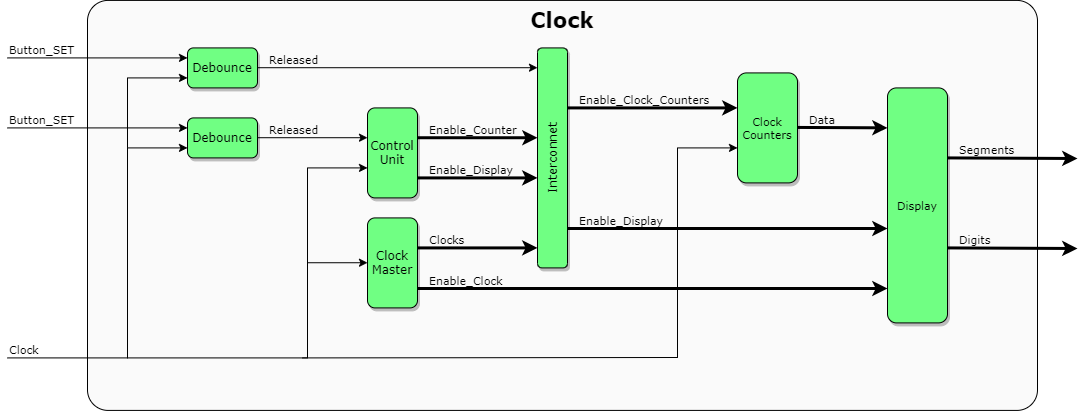 Clock
Button_SET
Debounce
Released
Button_SET
Debounce
Released
Control
Unit
Enable_Counter
Enable_Display
Clock
Master
Clocks
Enable_Clock
Interconnet
Enable_Clock_Counters
Enable_Display
Clock
Counters
Data
Display
Segments
Digits
Clock